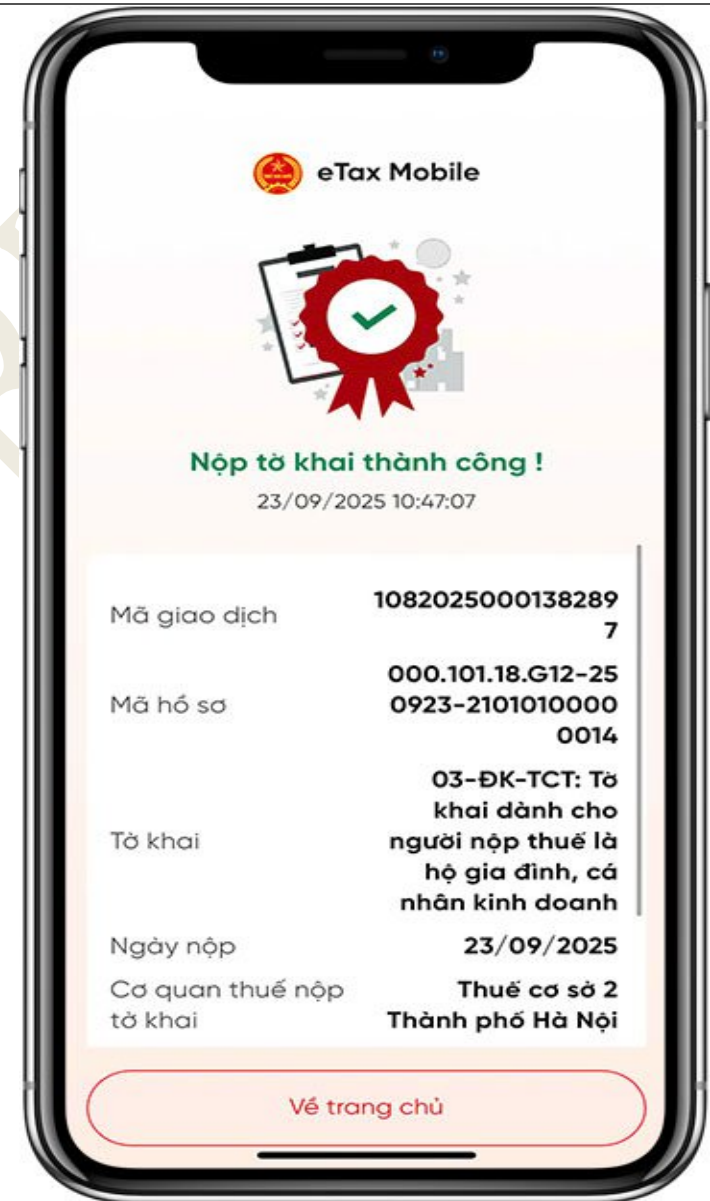 eTax Mobile
Nộp tờ khai thành công !
23/09/2025 10:47:07
Mã giao dịch
1082025000138289
7
Mã hồ sơ
000.101.18.G12-25
0923-2101010000
0014
Tờ khai
03-ĐK-TCT: Tờ
khai dành cho
người nộp thuế là
hộ gia đình, cá
nhân kinh doanh
Ngày nộp
23/09/2025
Cơ quan thuế nộp
tờ khai
Thuế cơ sở 2
Thành phố Hà Nội
Về trang chủ